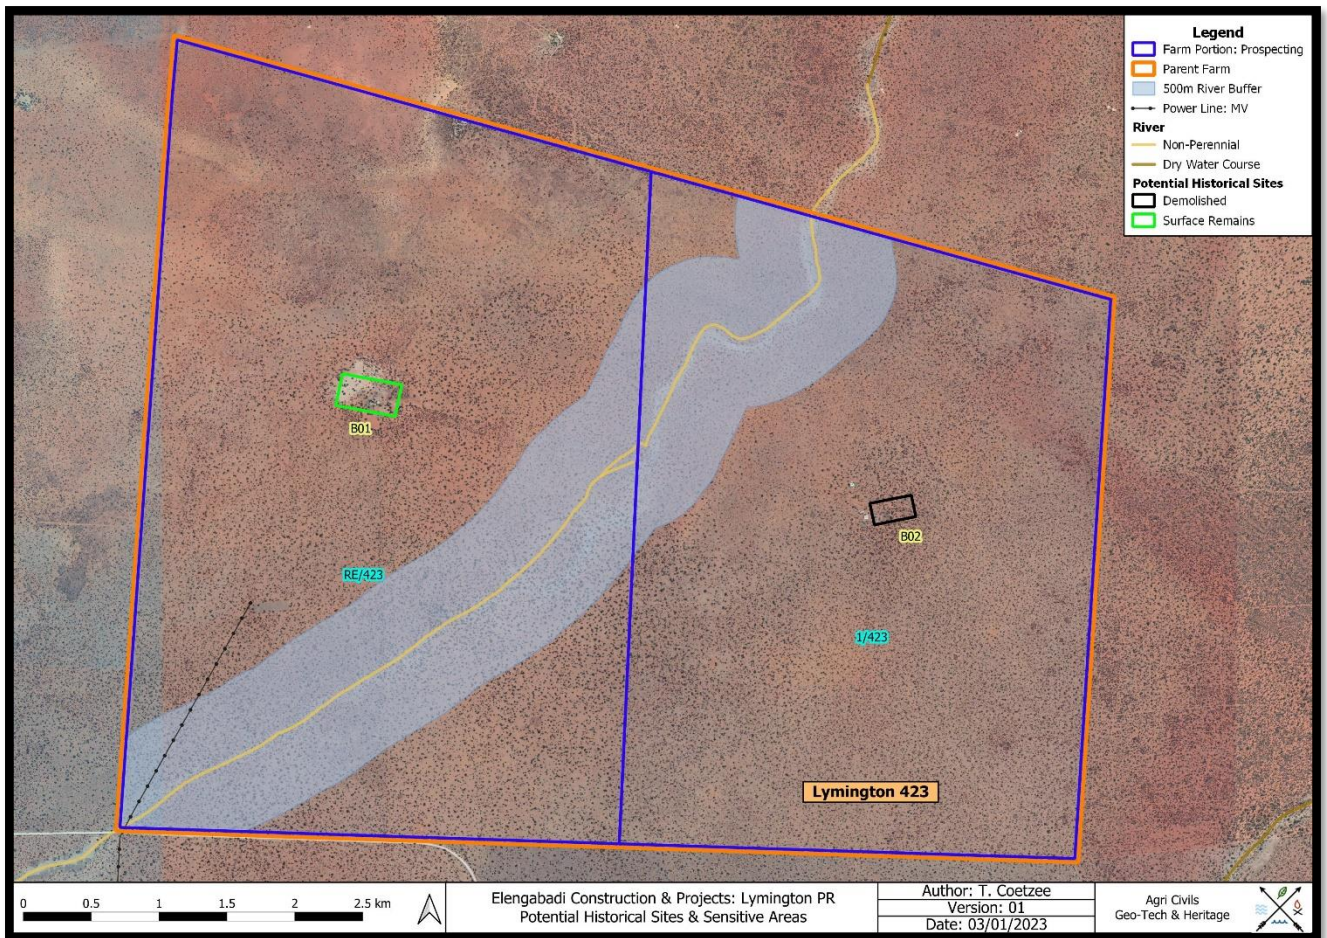 Legend
Farm Portion: Prospecting
Parent Farm
500m River Buffer
Power Line: MV
River
Non-Perennial
Dry Water Course
Potential Historical Sites
Demolished
Surface Remains
B01
B02
RE/423
1/423
Lymington 423
0 0.5 1 1.5 2 2.5 km
Elengabadi Construction & Projects: Lymington PR
Potential Historical Sites & Sensitive Areas
Author: T. Coetzee
Version: 01
Date: 03/01/2023
Agri Civils
Geo-Tech & Heritage